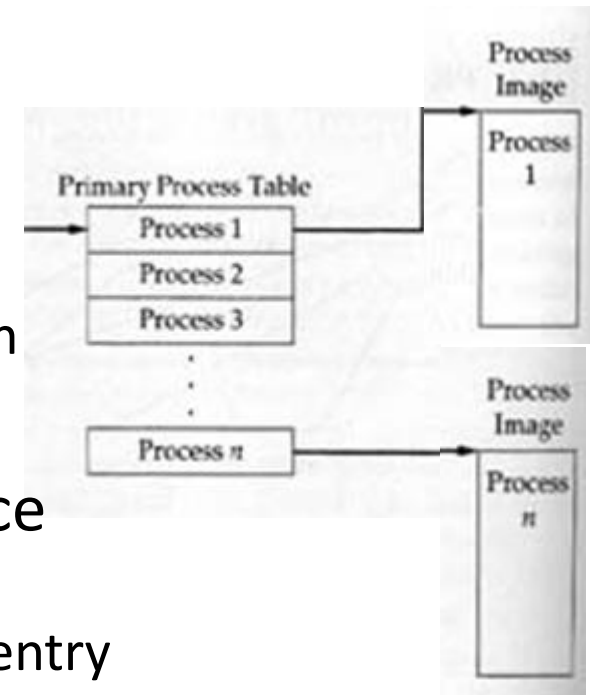 Process
Image
Process
1
Primary Process Table
Process 1
Process 2
Process 3
Process n
Process
Image
Process
n
ce
entry